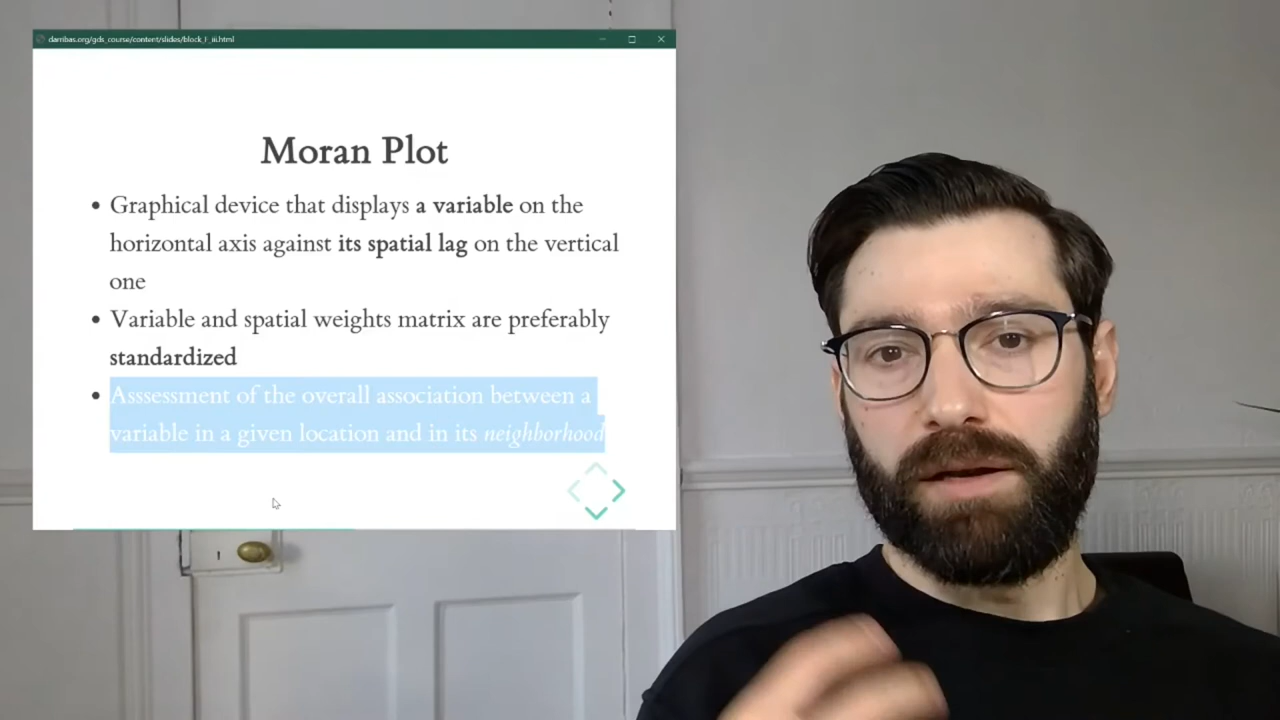 darribas.org/gds_course/content/slides/block_F_iii.html
Moran Plot
• Graphical device that displays a variable on the
horizontal axis against its spatial lag on the vertical
one
• Variable and spatial weights matrix are preferably
standardized
• Asssessment of the overall association between a
variable in a given location and in its neighborhood